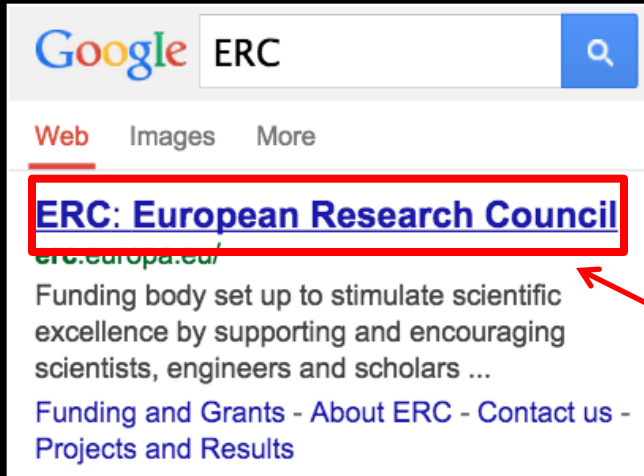 Google ERC
Web Images More
ERC: European Research Council
erc.europa.eu/
Funding body set up to stimulate scientific
excellence by supporting and encouraging
scientists, engineers and scholars ...
Funding and Grants - About ERC - Contact us -
Projects and Results